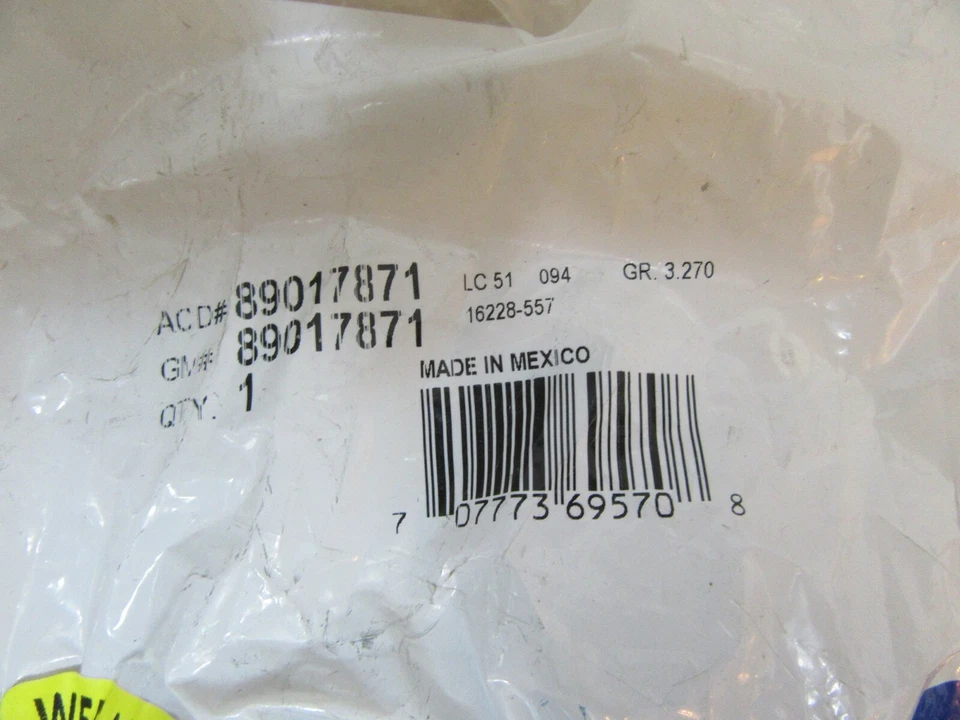 ACD# 89017871
GM# 89017871
QTY. 1
LC 51 094 GR. 3.270
16228-557
MADE IN MEXICO
7 07773 69570 8